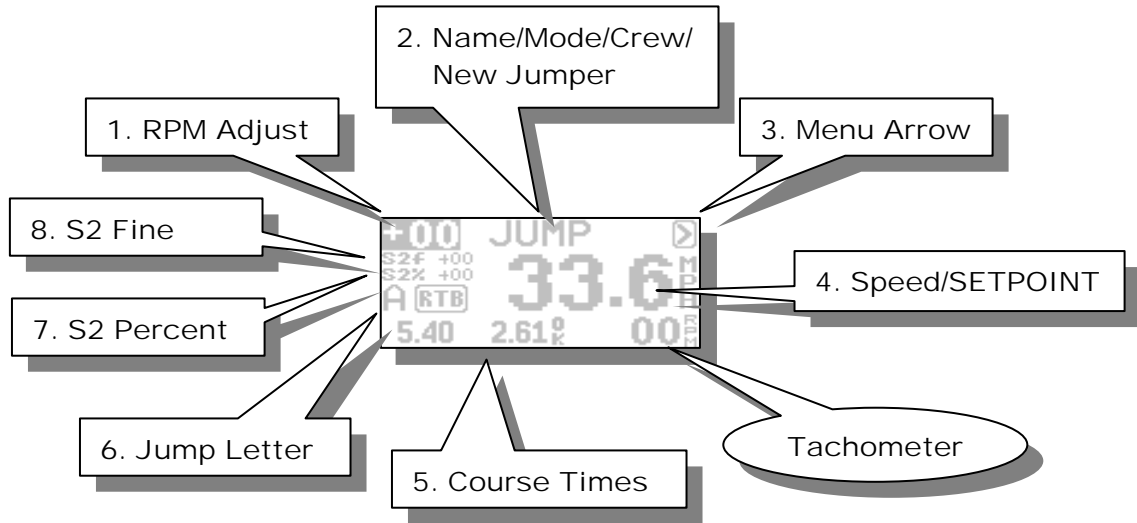 2. Name/Mode/Crew/
New Jumper
1. RPM Adjust
3. Menu Arrow
8. S2 Fine
+00 JUMP >
S2f +00
33.6 MPH
S2% +00
4. Speed/SETPOINT
7. S2 Percent
A RTB
5.40 2.61 OK 00 RPM
6. Jump Letter
5. Course Times
Tachometer